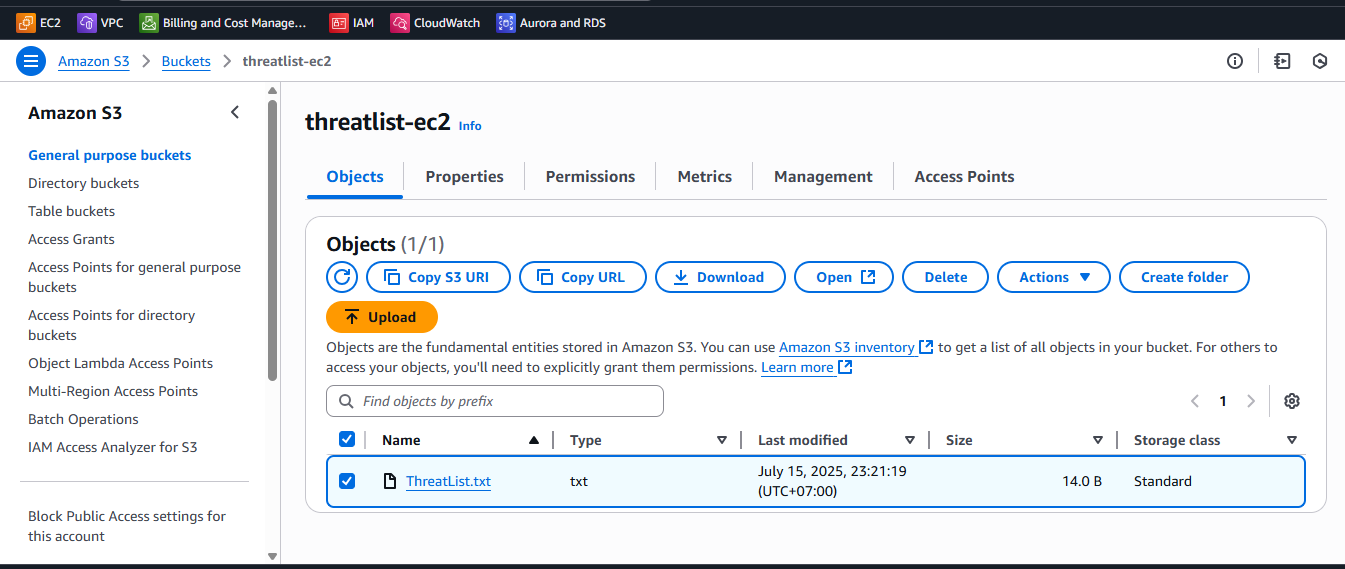 EC2 VPC Billing and Cost Manage... IAM CloudWatch Aurora and RDS
Amazon S3 > Buckets > threatlist-ec2
Amazon S3
General purpose buckets
Directory buckets
Table buckets
Access Grants
Access Points for general purpose
buckets
Access Points for directory
buckets
Object Lambda Access Points
Multi-Region Access Points
Batch Operations
IAM Access Analyzer for S3
Block Public Access settings for
this account
threatlist-ec2 Info
Objects Properties Permissions Metrics Management Access Points
Objects (1/1)
Copy S3 URI Copy URL Download Open Delete Actions Create folder
Upload
Objects are the fundamental entities stored in Amazon S3. You can use Amazon S3 inventory to get a list of all objects in your bucket. For others to
access your objects, you'll need to explicitly grant them permissions. Learn more
Find objects by prefix
1
Name Type Last modified Size Storage class
ThreatList.txt txt July 15, 2025, 23:21:19 14.0 B Standard
(UTC+07:00)